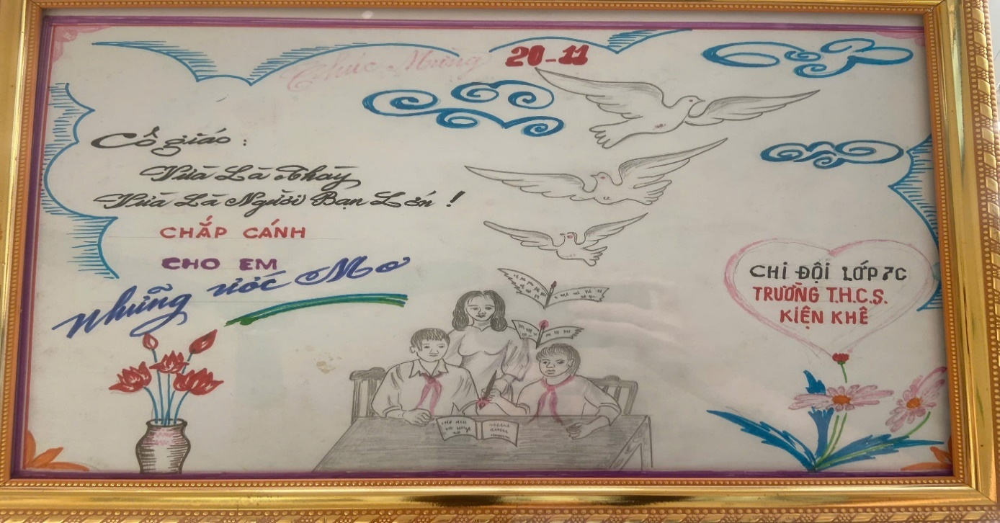 Chúc Mừng 20-11
Cô giáo :
Vừa Là Thầy
Vừa Là Người Bạn Lớn !
CHẮP CÁNH
CHO EM
Những ước Mơ
CHi ĐỘI LỚP 7C
TRƯỜNG T.H.C.S.
KIỆN KHÊ